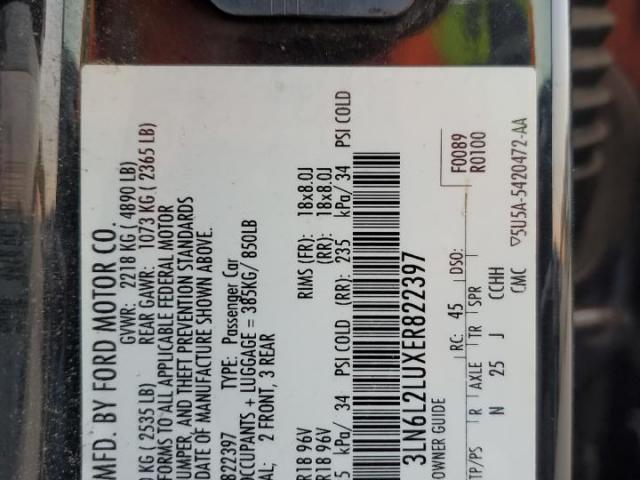 MFD. BY FORD MOTOR CO.
GVWR: 2218 KG ( 4890 LB)
KG ( 2535 LB) REAR GAWR: 1073 KG ( 2365 LB)
FORMS TO ALL APPLICABLE FEDERAL MOTOR
UMPER, AND THEFT PREVENTION STANDARDS
DATE OF MANUFACTURE SHOWN ABOVE.
822397 TYPE: Passenger Car
OCCUPANTS + LUGGAGE = 385KG/ 850LB
AL: 2 FRONT, 3 REAR
R18 96V RIMS (FR): 18x8.0J
R18 96V (RR): 18x8.0J
5 kPa/ 34 PSI COLD (RR): 235 kPa/ 34 PSI COLD
3LN6L2LUXER822397
OWNER GUIDE
F0089
R0100
RC: 45 DSO:
TP/PS R AXLE TR SPR
N 25 J CCHH
CMC ▽5U5A-5420472-AA